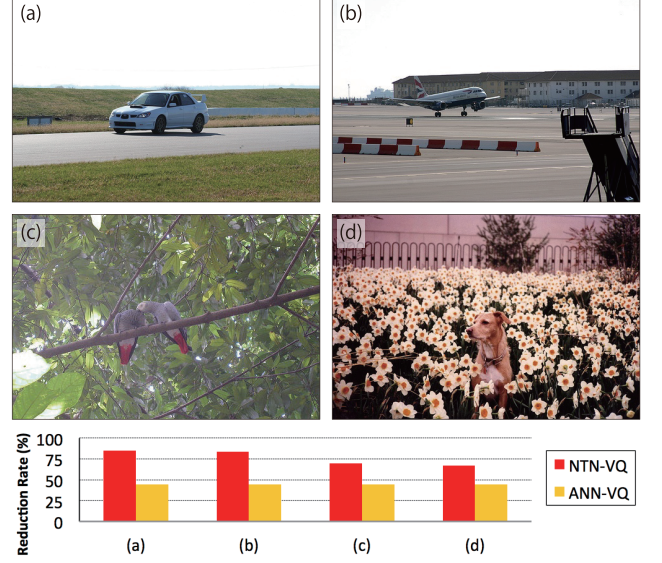 (a)
(b)
(c)
(d)
Reduction Rate (%)
100
75
50
25
0
(a) (b) (c) (d)
NTN-VQ
ANN-VQ